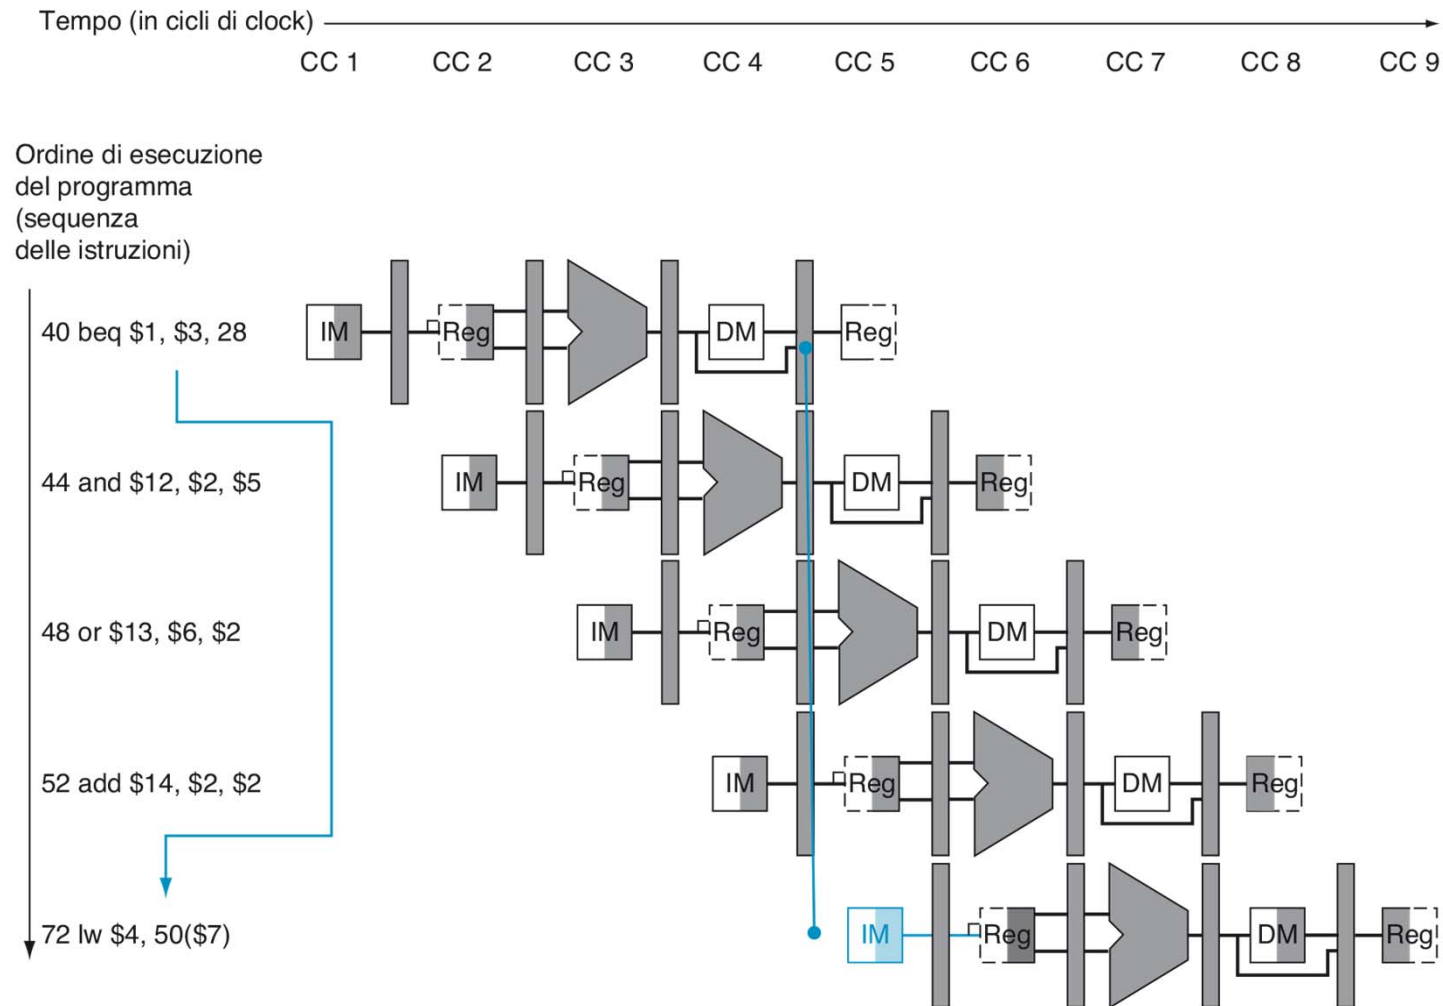 Tempo (in cicli di clock)
CC 1 CC 2 CC 3 CC 4 CC 5 CC 6 CC 7 CC 8 CC 9
Ordine di esecuzione
del programma
(sequenza
delle istruzioni)
40 beq $1, $3, 28 IM Reg DM Reg
44 and $12, $2, $5 IM Reg DM Reg
48 or $13, $6, $2 IM Reg DM Reg
52 add $14, $2, $2 IM Reg DM Reg
72 lw $4, 50($7) IM Reg DM Reg